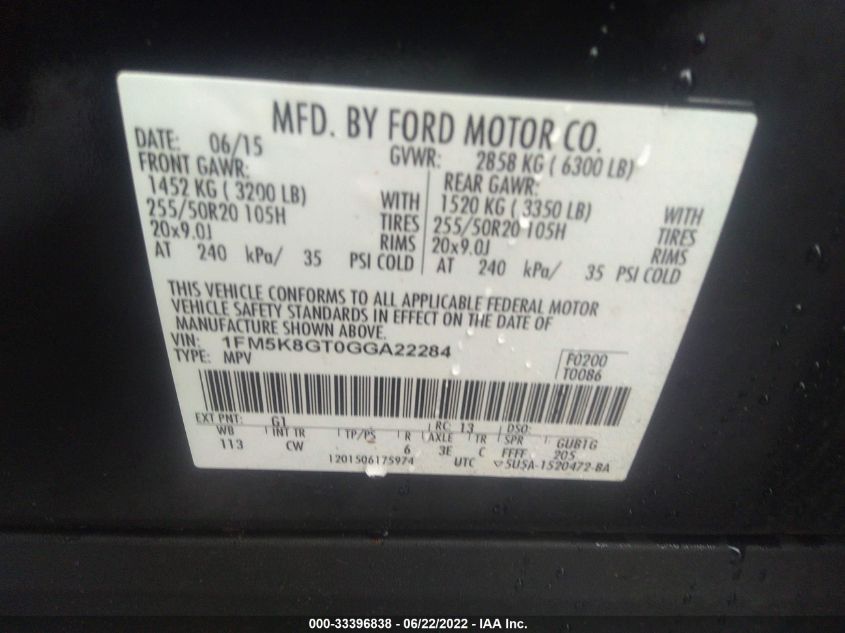 MFD. BY FORD MOTOR CO.
DATE: 06/15 GVWR: 2858 KG ( 6300 LB)
FRONT GAWR: REAR GAWR:
1452 KG ( 3200 LB) WITH 1520 KG ( 3350 LB) WITH
255/50R20 105H TIRES 255/50R20 105H TIRES
20x9.0J RIMS 20x9.0J RIMS
AT 240 kPa/ 35 PSI COLD AT 240 kPa/ 35 PSI COLD
THIS VEHICLE CONFORMS TO ALL APPLICABLE FEDERAL MOTOR
VEHICLE SAFETY STANDARDS IN EFFECT ON THE DATE OF
MANUFACTURE SHOWN ABOVE.
VIN: 1FM5K8GT0GGA22284 F0200
TYPE: MPV T0086
EXT PNT: G1 RC: 13 DSO:
WB INT TR TP/PS R AXLE TR SPR GUB1G
113 CW 6 3E C FFFF 205
1201506175974 UTC 5U5A-1520472-BA
000-33396838 - 06/22/2022 - IAA Inc.